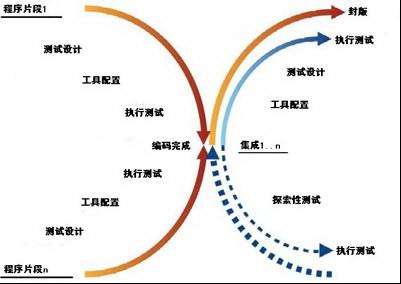 程序片段1
测试设计
工具配置
执行测试
编码完成
执行测试
工具配置
测试设计
程序片段n
封版
执行测试
测试设计
工具配置
集成1..n
探索性测试
执行测试